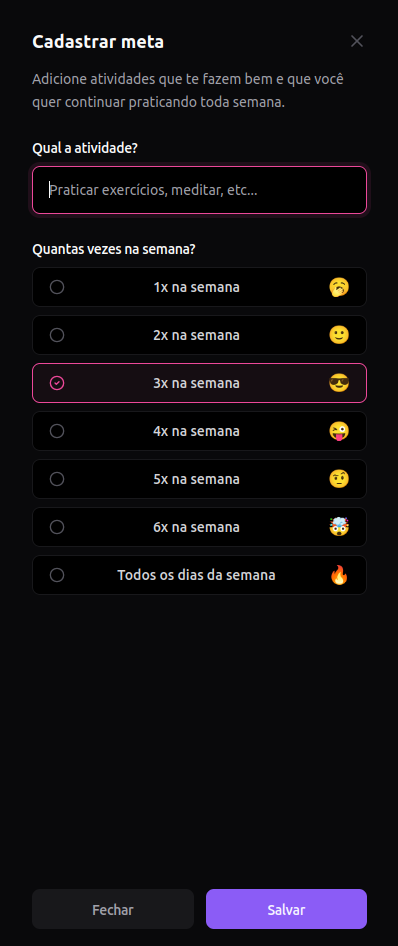 Cadastrar meta
Adicione atividades que te fazem bem e que você
quer continuar praticando toda semana.
Qual a atividade?
Praticar exercícios, meditar, etc...
Quantas vezes na semana?
1x na semana 🥱
2x na semana 🙂
3x na semana 😎
4x na semana 😜
5x na semana 🤨
6x na semana 🤯
Todos os dias da semana 🔥
Fechar
Salvar